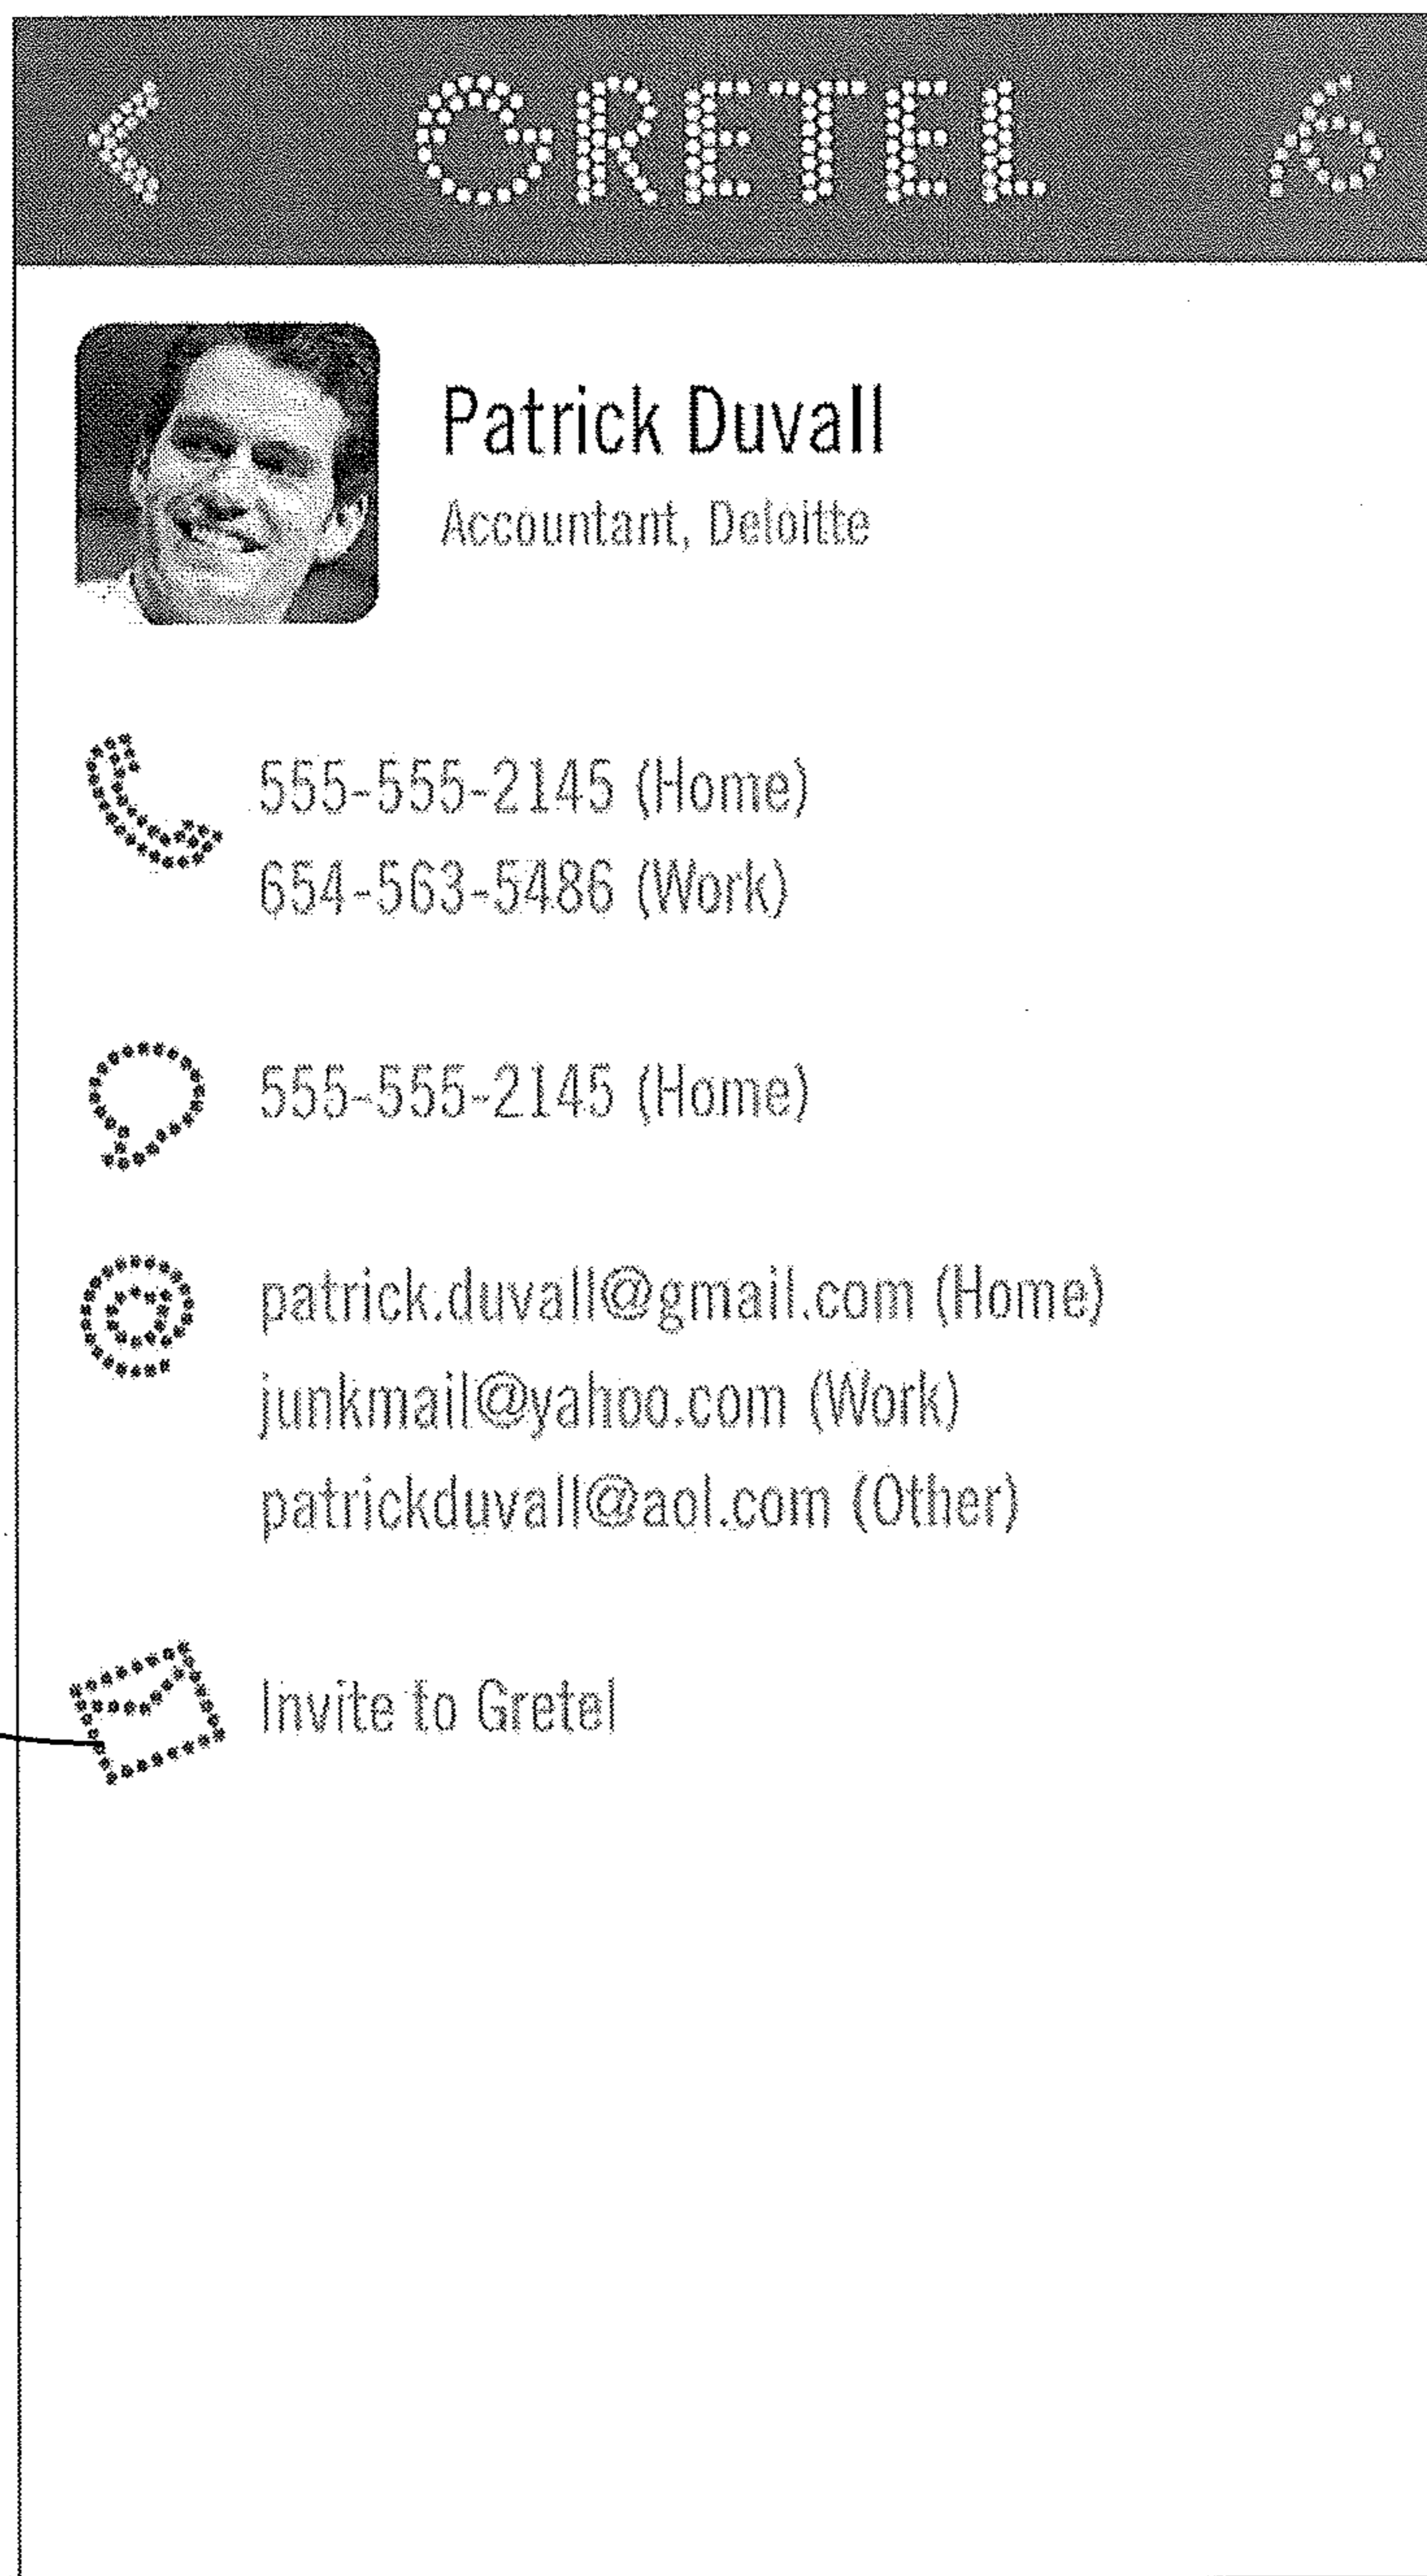 GRETEL
Patrick Duvall
Accountant, Deloitte
555-555-2145 (Home)
654-563-5486 (Work)
555-555-2145 (Home)
patrick.duvall@gmail.com (Home)
junkmail@yahoo.com (Work)
patrickduvall@aol.com (Other)
Invite to Gretel